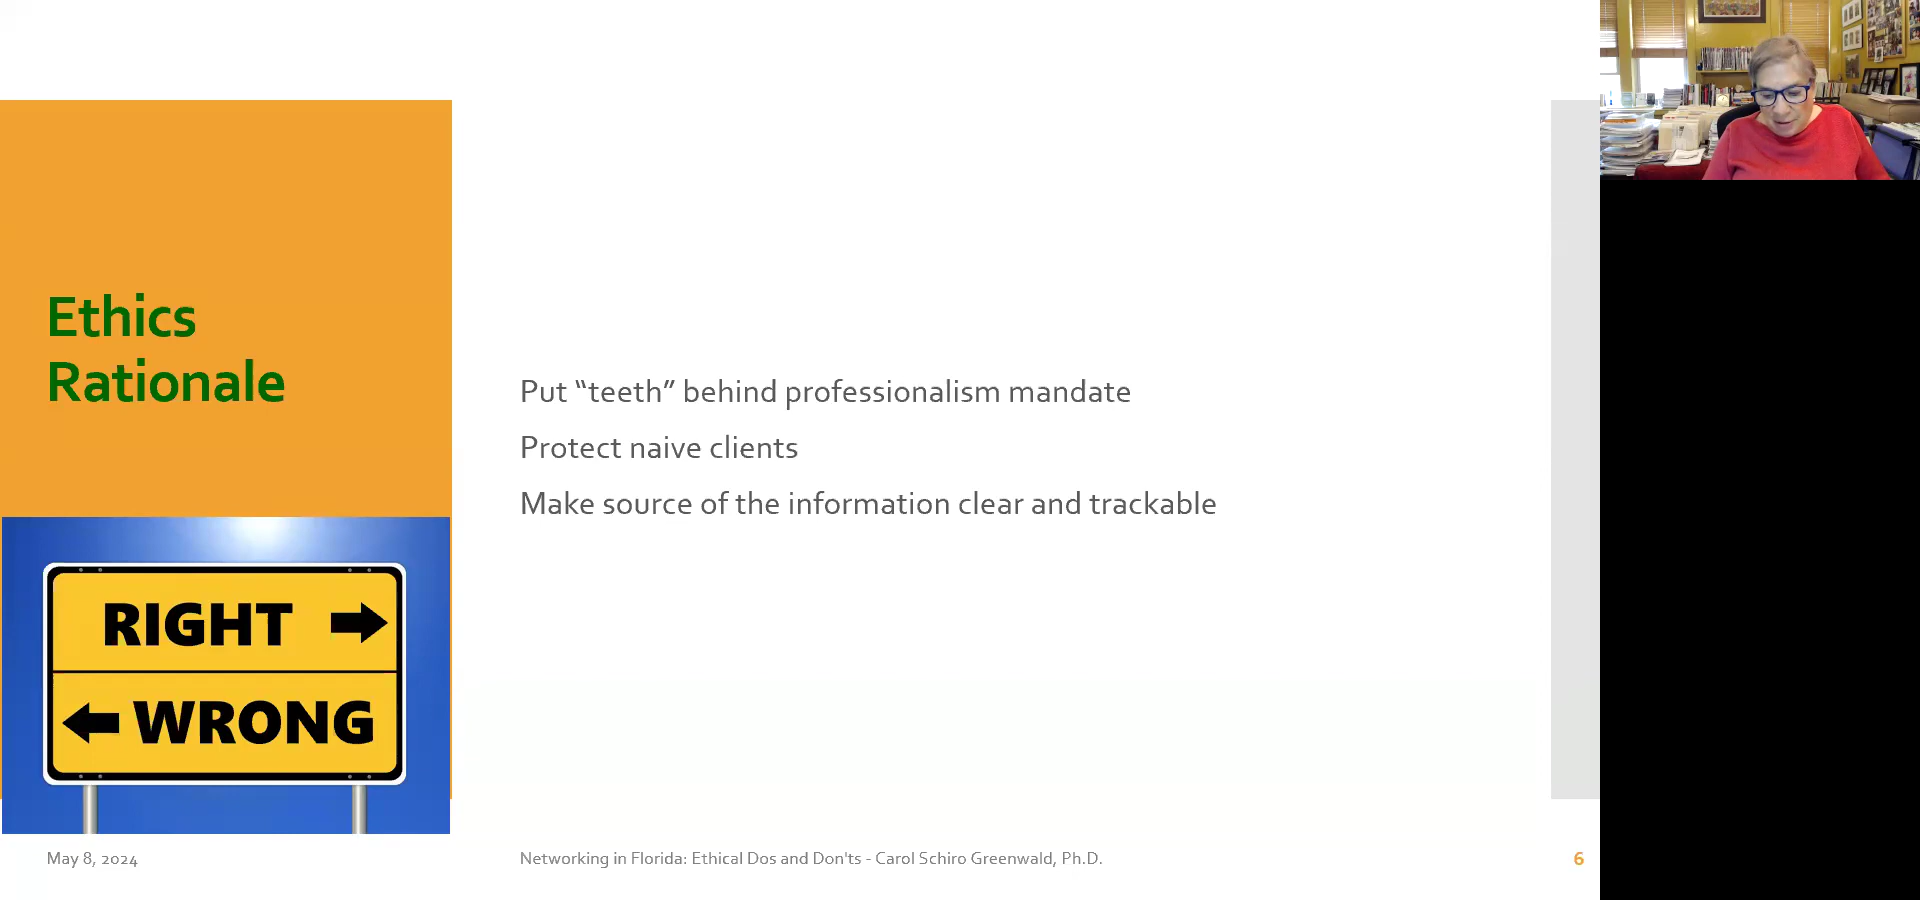 Ethics
Rationale
Put “teeth” behind professionalism mandate
Protect naive clients
Make source of the information clear and trackable
RIGHT
WRONG
May 8, 2024
Networking in Florida: Ethical Dos and Don'ts - Carol Schiro Greenwald, Ph.D.
6